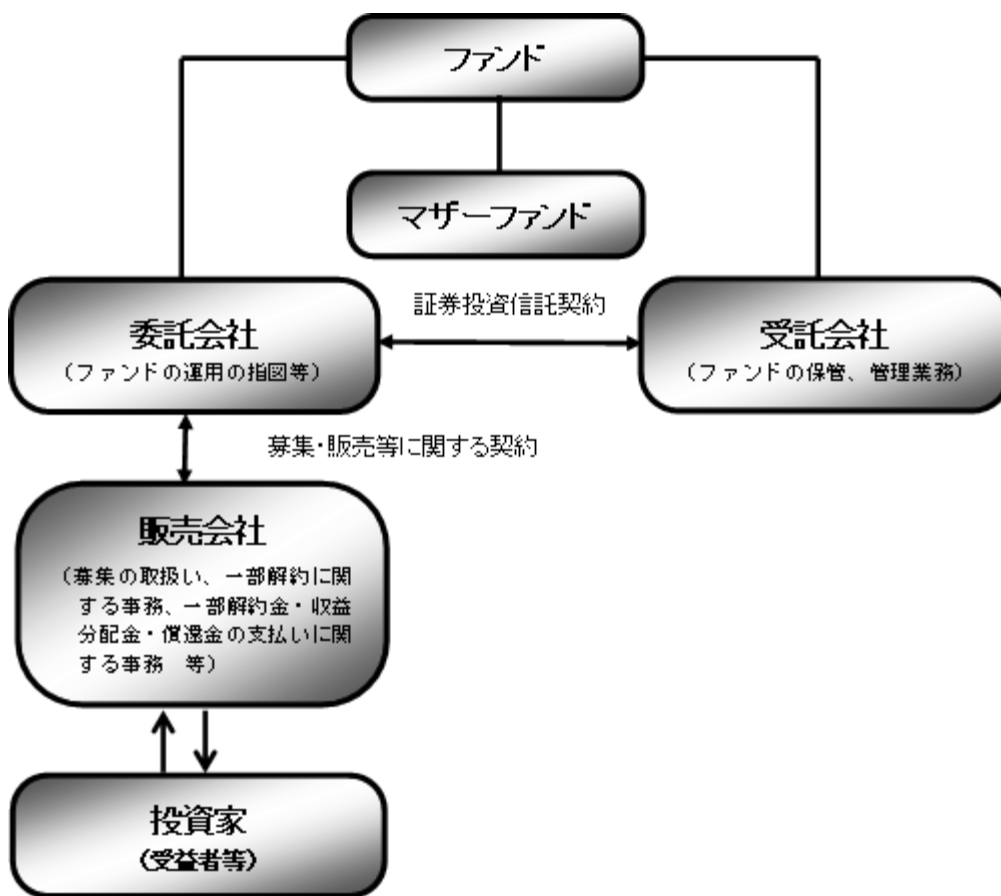 ファンド
マザーファンド
証券投資信託契約
委託会社
(ファンドの運用の指図等)
受託会社
(ファンドの保管、管理業務)
募集・販売等に関する契約
販売会社
(募集の取扱い、一部解約に関
する事務、一部解約金・収益
分配金・償還金の支払いに関
する事務　等)
投資家
(受益者等)